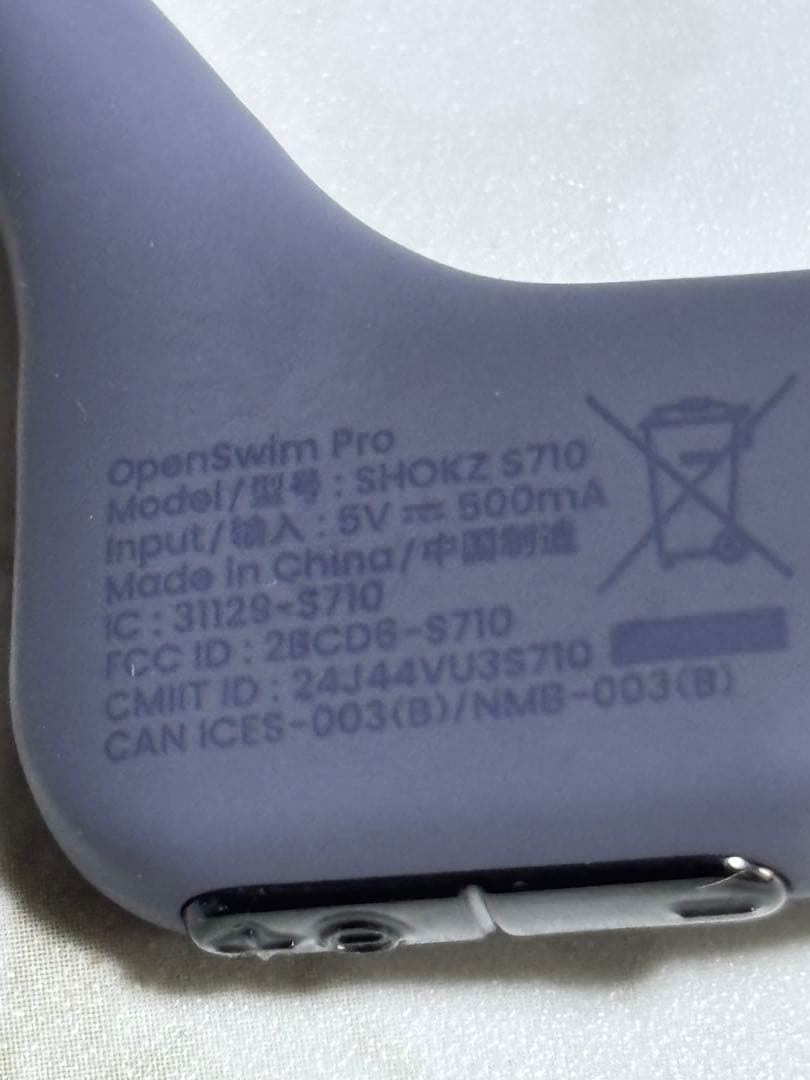 OpenSwim Pro
Model/型号 : SHOKZ S710
Input/输入 : 5V ⎓ 500mA
Made in China/中国制造
IC : 31129-S710
FCC ID : 2BCD6-S710
CMIIT ID : 24J44VU3S710
CAN ICES-003(B)/NMB-003(B)